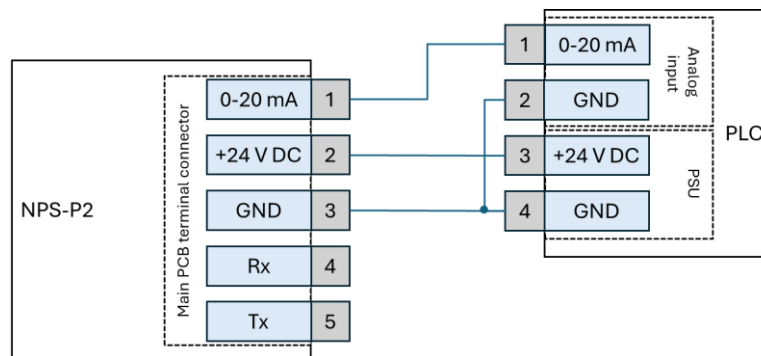 NPS-P2
Main PCB terminal connector
0-20 mA 1
+24 V DC 2
GND 3
Rx 4
Tx 5
1 0-20 mA
2 GND
Analog
input
3 +24 V DC
4 GND
PSU
PLC